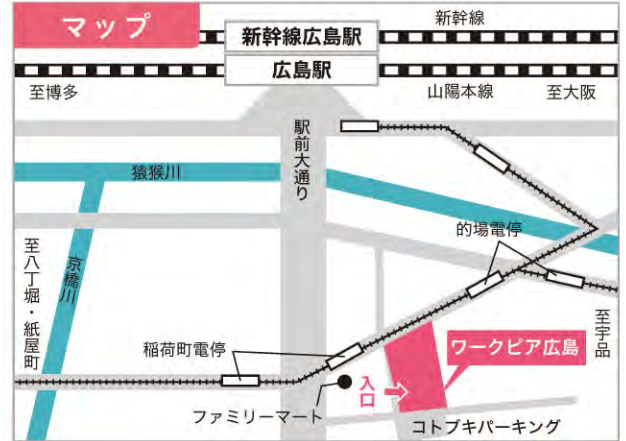 マップ
新幹線
新幹線広島駅
広島駅
至博多
山陽本線
至大阪
駅前大通り
猿猴川
的場電停
至八丁堀・紙屋町
京橋川
至宇品
稲荷町電停
ワークピア広島
入口
ファミリーマート
コトブキパーキング